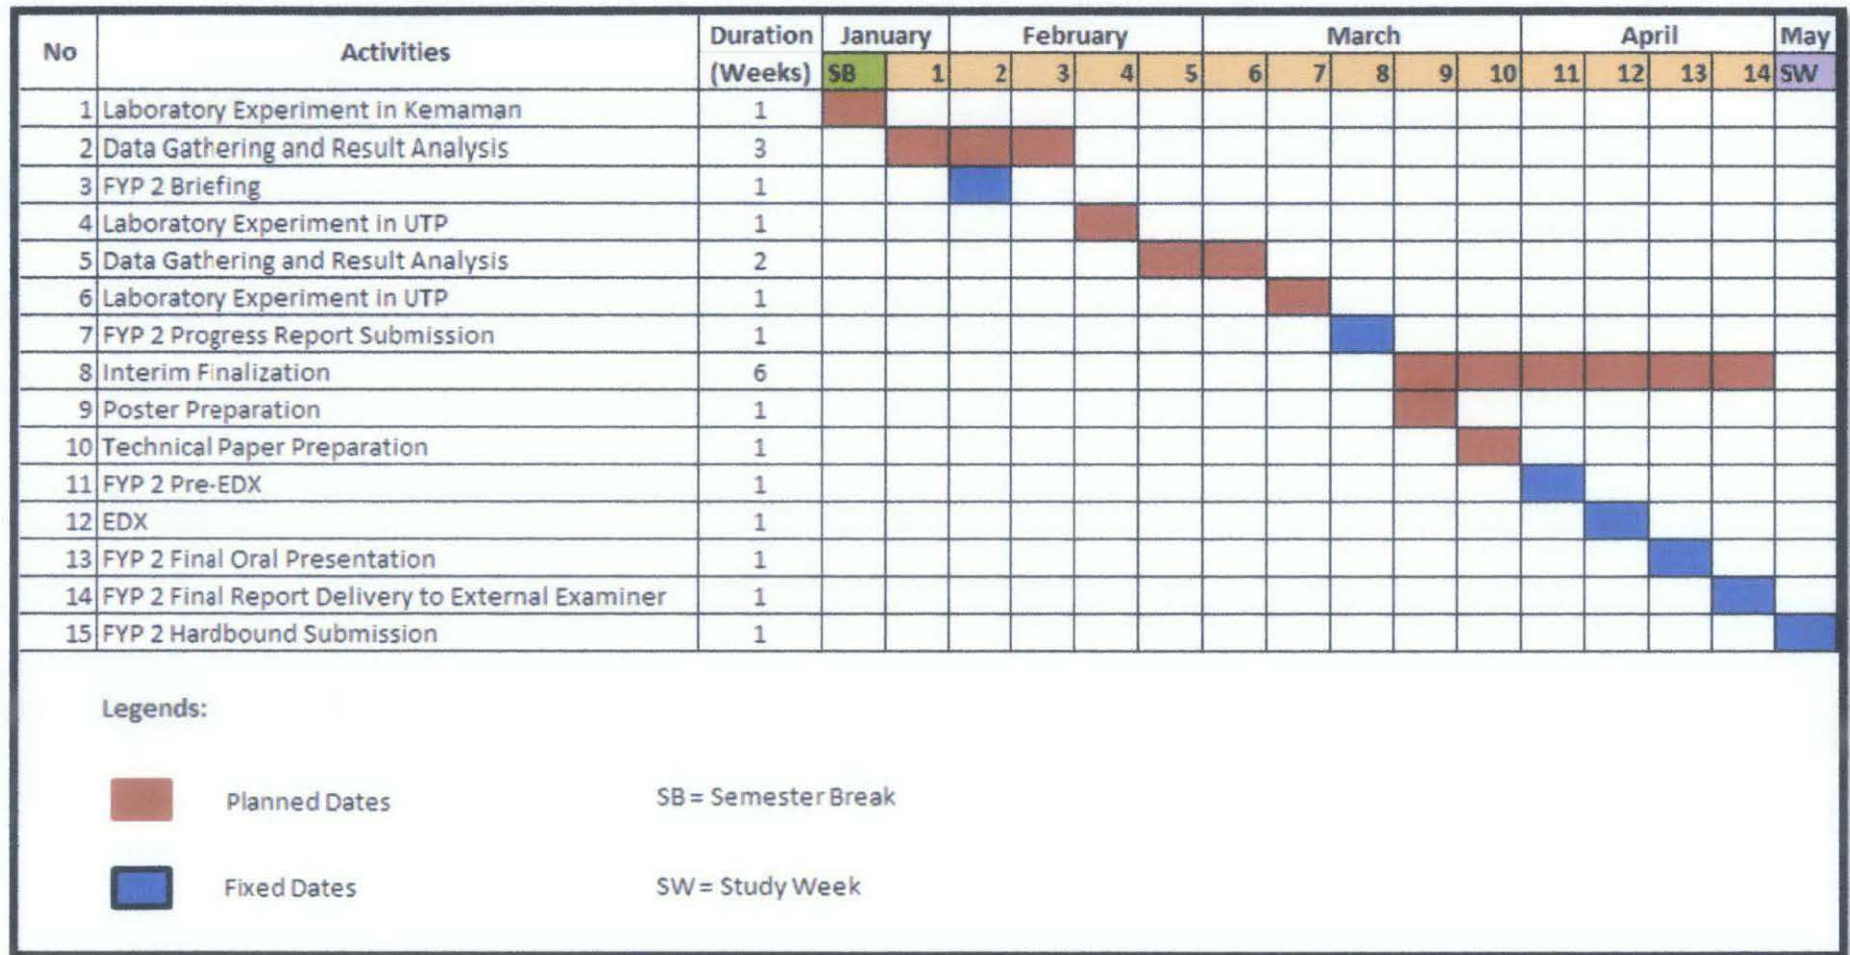 No Activities Duration January February March April May
(Weeks) SB 1 2 3 4 5 6 7 8 9 10 11 12 13 14 SW
1 Laboratory Experiment in Kemaman 1
2 Data Gathering and Result Analysis 3
3 FYP 2 Briefing 1
4 Laboratory Experiment in UTP 1
5 Data Gathering and Result Analysis 2
6 Laboratory Experiment in UTP 1
7 FYP 2 Progress Report Submission 1
8 Interim Finalization 6
9 Poster Preparation 1
10 Technical Paper Preparation 1
11 FYP 2 Pre-EDX 1
12 EDX 1
13 FYP 2 Final Oral Presentation 1
14 FYP 2 Final Report Delivery to External Examiner 1
15 FYP 2 Hardbound Submission 1
Legends:
Planned Dates SB = Semester Break
Fixed Dates SW = Study Week